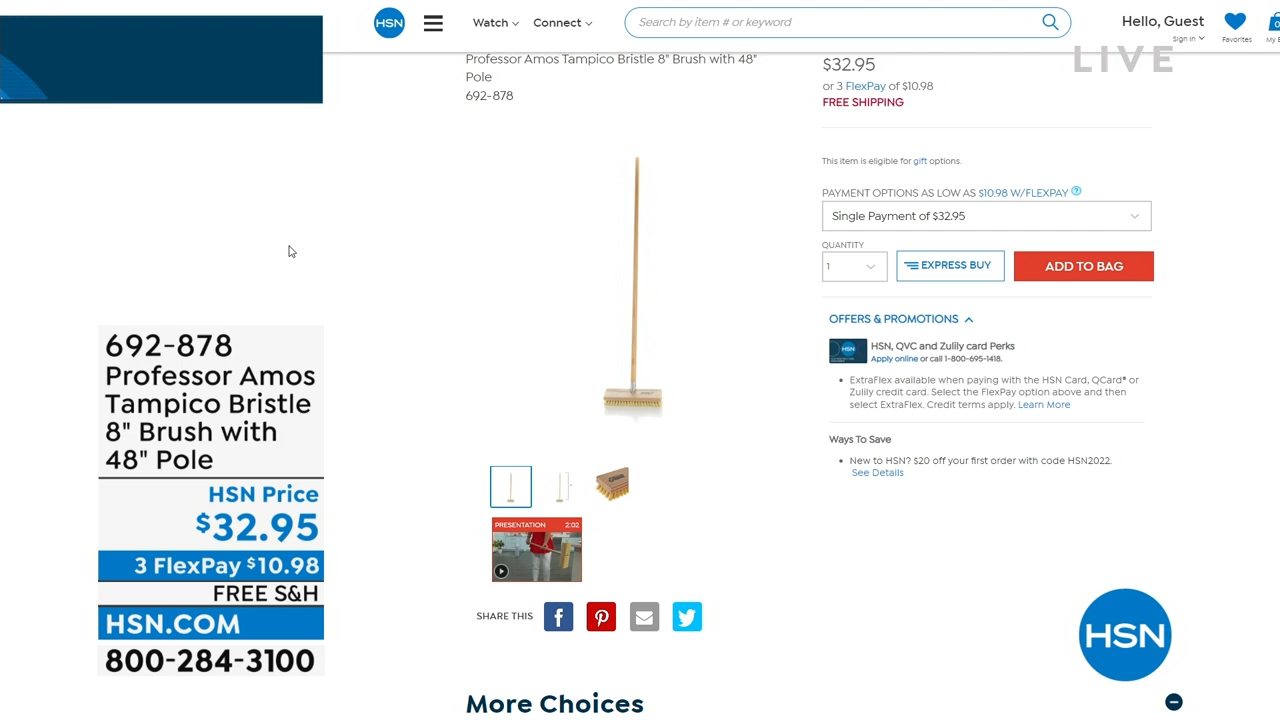 HSN
Watch
Connect
Search by item # or keyword
Hello, Guest
Sign In
Favorites
0
LIVE
Professor Amos Tampico Bristle 8" Brush with 48"
Pole
692-878
$32.95
or 3 FlexPay of $10.98
FREE SHIPPING
This item is eligible for gift options.
PAYMENT OPTIONS AS LOW AS $10.98 W/FLEXPAY ?
Single Payment of $32.95
QUANTITY
1
EXPRESS BUY
ADD TO BAG
OFFERS & PROMOTIONS
HSN
HSN, QVC and Zulily card Perks
Apply online or call 1-800-695-1418.
• ExtraFlex available when paying with the HSN Card, QCard® or
Zulily credit card. Select the FlexPay option above and then
select ExtraFlex. Credit terms apply. Learn More
Ways To Save
• New to HSN? $20 off your first order with code HSN2022.
See Details
PRESENTATION 2:02
SHARE THIS
More Choices
692-878
Professor Amos
Tampico Bristle
8" Brush with
48" Pole
HSN Price
$32.95
3 FlexPay $10.98
FREE S&H
HSN.COM
800-284-3100
HSN